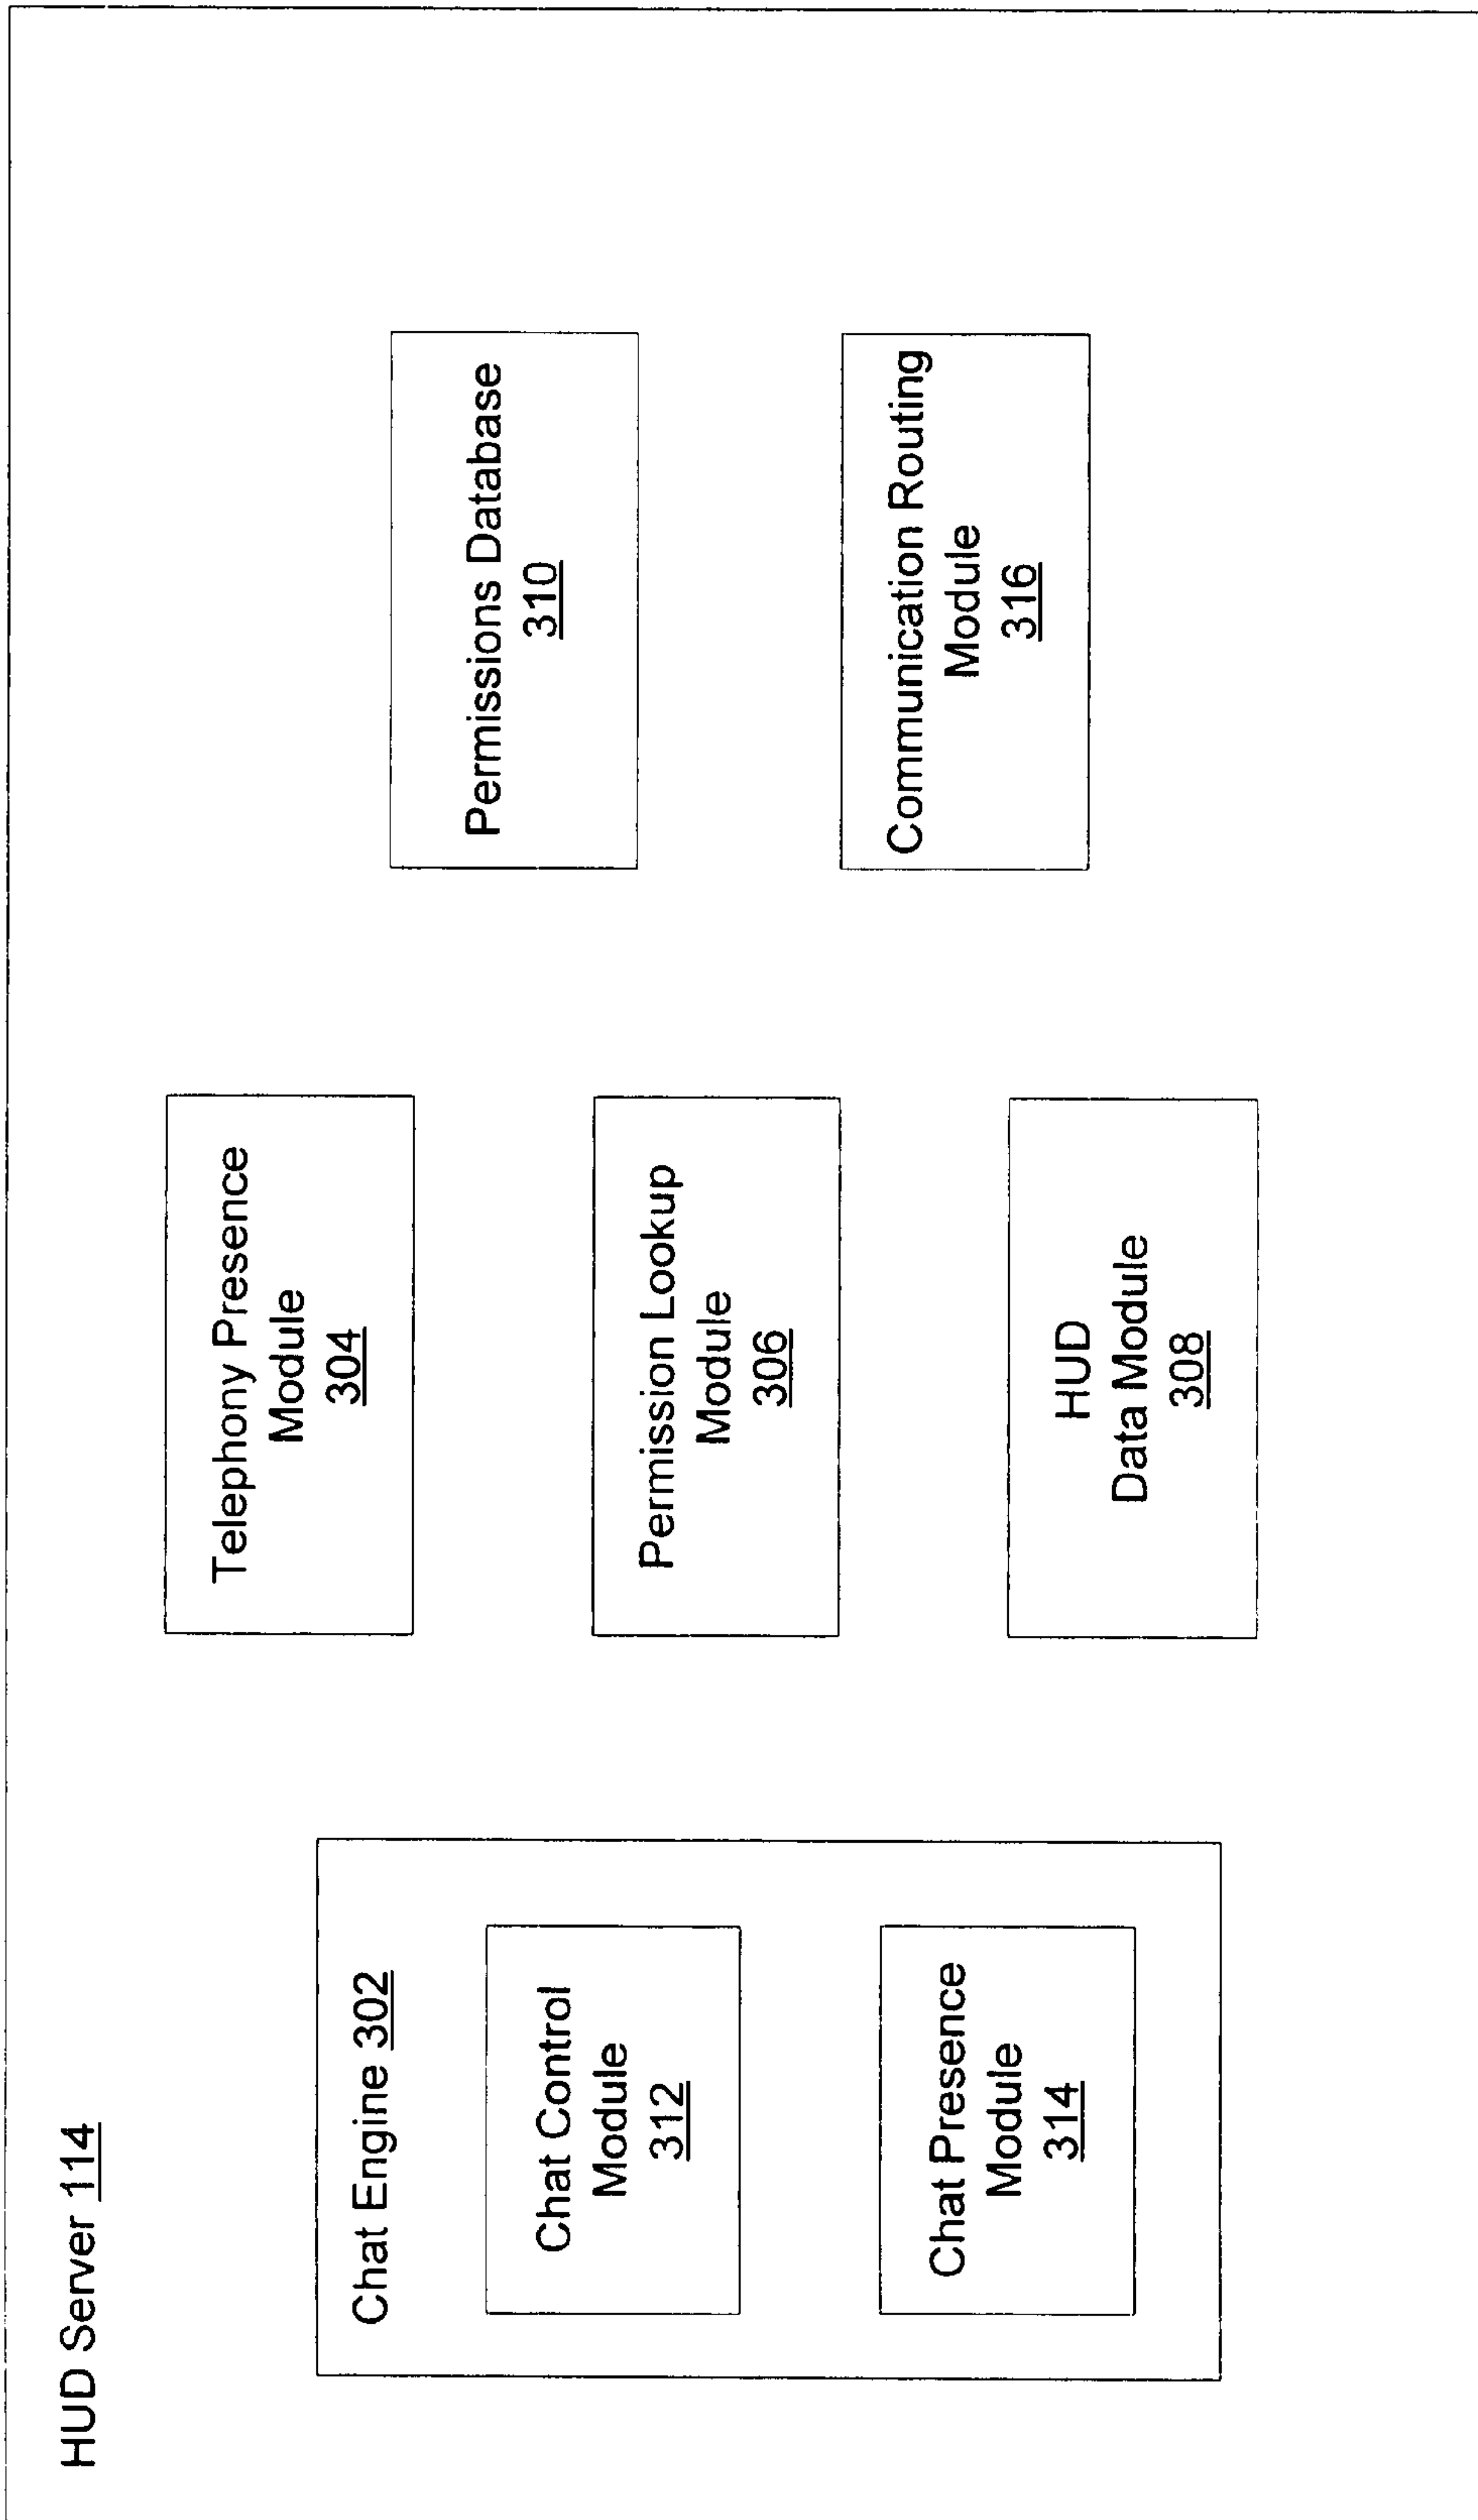 HUD Server 114
Chat Engine 302
Chat Control
Module
312
Chat Presence
Module
314
Telephony Presence
Module
304
Permission Lookup
Module
306
HUD
Data Module
308
Permissions Database
310
Communication Routing
Module
316